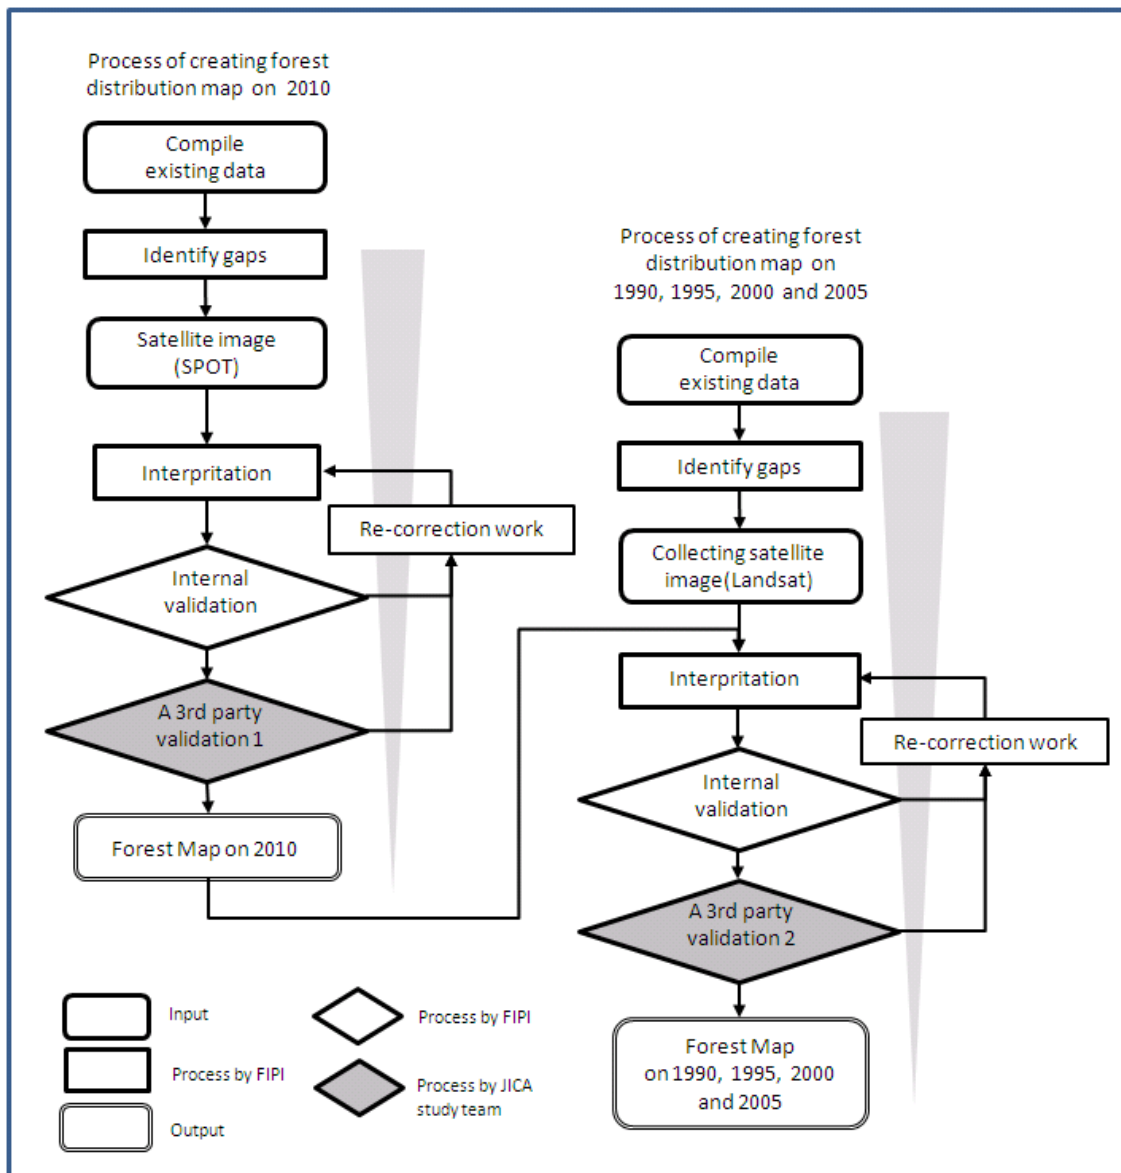 Process of creating forest
distribution map on 2010
Compile
existing data
Identify gaps
Satellite image
(SPOT)
Interpritation
Re-correction work
Internal
validation
A 3rd party
validation 1
Forest Map on 2010
Process of creating forest
distribution map on
1990, 1995, 2000 and 2005
Compile
existing data
Identify gaps
Collecting satellite
image(Landsat)
Interpritation
Re-correction work
Internal
validation
A 3rd party
validation 2
Forest Map
on 1990, 1995, 2000
and 2005
Input
Process by FIPI
Output
Process by FIPI
Process by JICA
study team